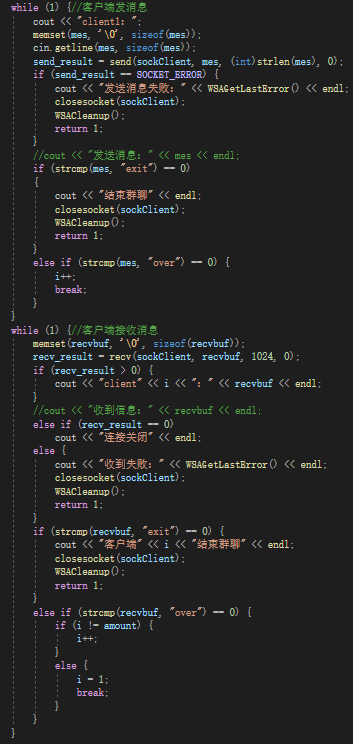 while (1) {//客户端发消息
    cout << "client1：";
    memset(mes, '\0', sizeof(mes));
    cin.getline(mes, sizeof(mes));
    send_result = send(sockClient, mes, (int)strlen(mes), 0);
    if (send_result == SOCKET_ERROR) {
        cout << "发送消息失败：" << WSAGetLastError() << endl;
        closesocket(sockClient);
        WSACleanup();
        return 1;
    }
    //cout << "发送消息：" << mes << endl;
    if (strcmp(mes, "exit") == 0)
    {
        cout << "结束群聊" << endl;
        closesocket(sockClient);
        WSACleanup();
        return 1;
    }
    else if (strcmp(mes, "over") == 0) {
        i++;
        break;
    }
}
while (1) {//客户端接收消息
    memset(recvbuf, '\0', sizeof(recvbuf));
    recv_result = recv(sockClient, recvbuf, 1024, 0);
    if (recv_result > 0) {
        cout << "client" << i << "：" << recvbuf << endl;
    }
    //cout << "收到信息：" << recvbuf << endl;
    else if (recv_result == 0)
        cout << "连接关闭" << endl;
    else {
        cout << "收到失败：" << WSAGetLastError() << endl;
        closesocket(sockClient);
        WSACleanup();
        return 1;
    }
    if (strcmp(recvbuf, "exit") == 0) {
        cout << "客户端" << i << "结束群聊" << endl;
        closesocket(sockClient);
        WSACleanup();
        return 1;
    }
    else if (strcmp(recvbuf, "over") == 0) {
        if (i != amount) {
            i++;
        }
        else {
            i = 1;
            break;
        }
    }
}